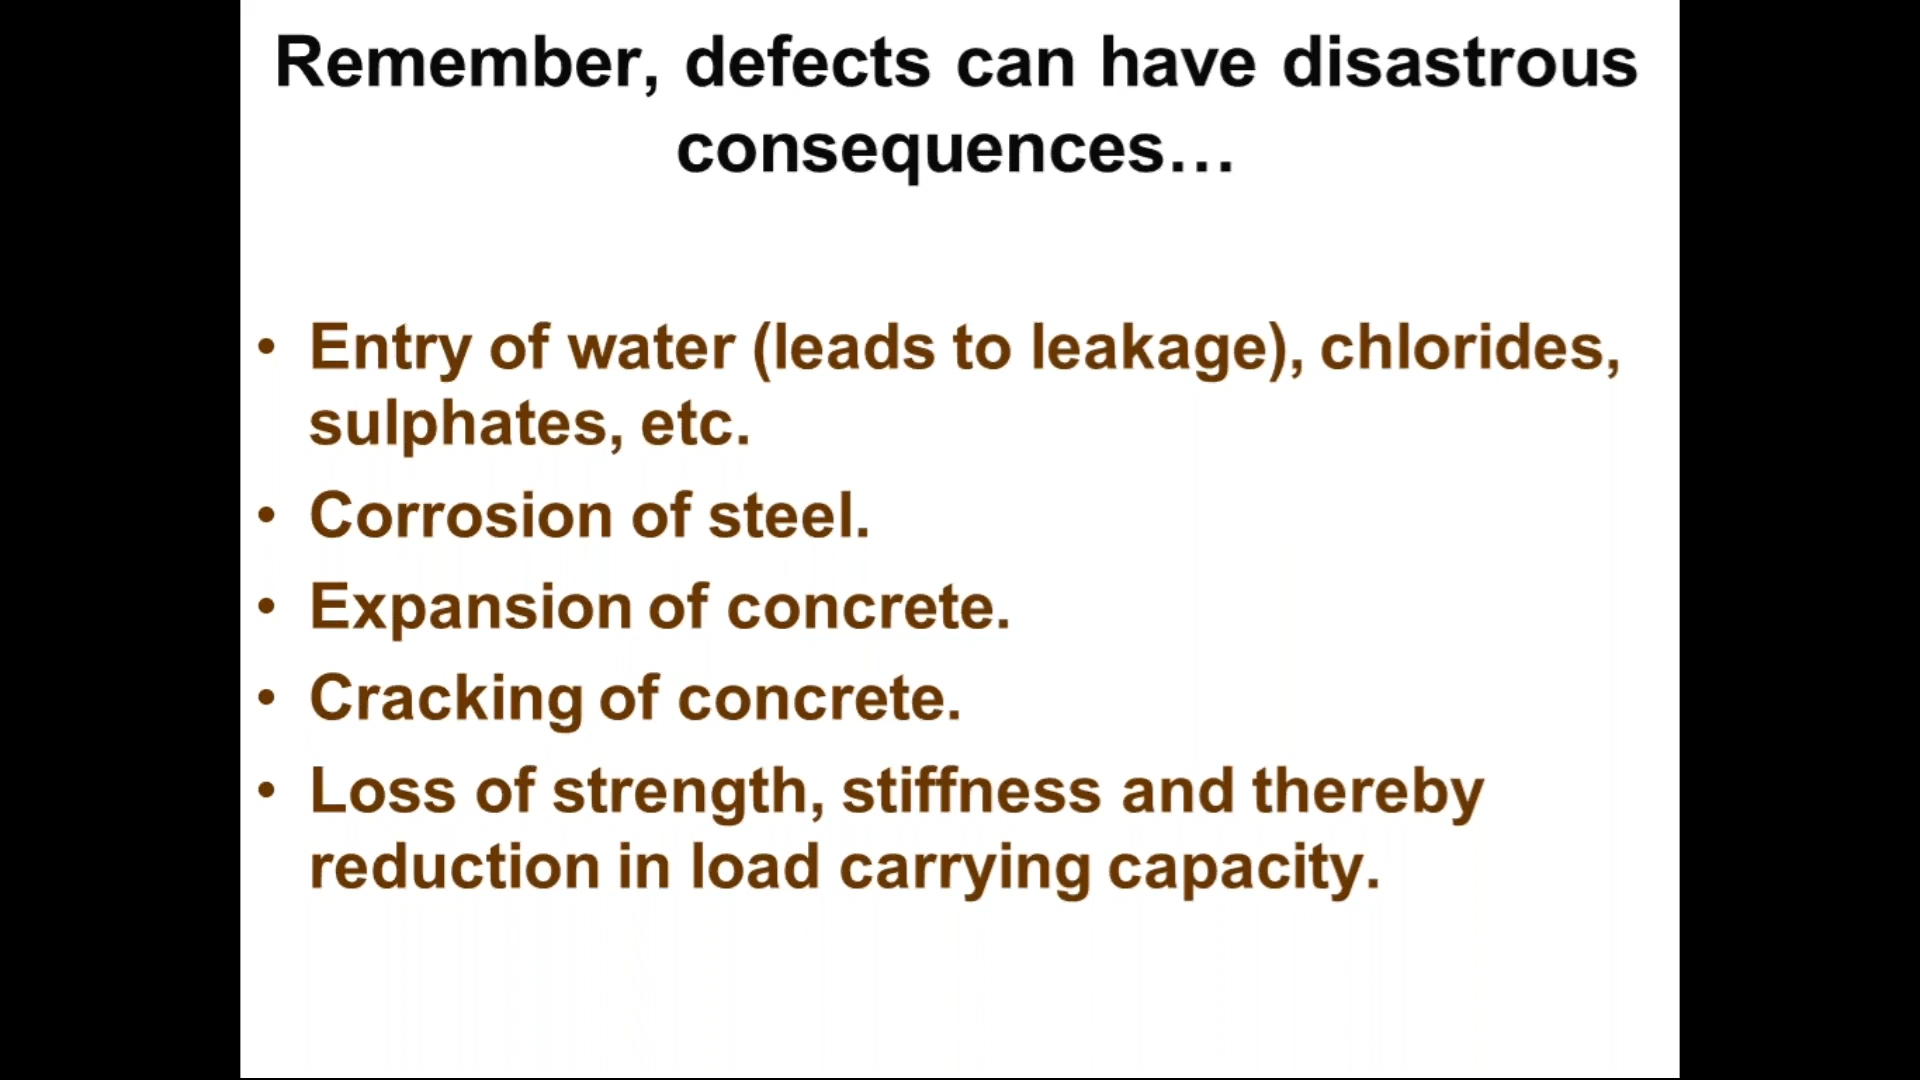 Remember, defects can have disastrous
consequences…
• Entry of water (leads to leakage), chlorides,
sulphates, etc.
• Corrosion of steel.
• Expansion of concrete.
• Cracking of concrete.
• Loss of strength, stiffness and thereby
reduction in load carrying capacity.